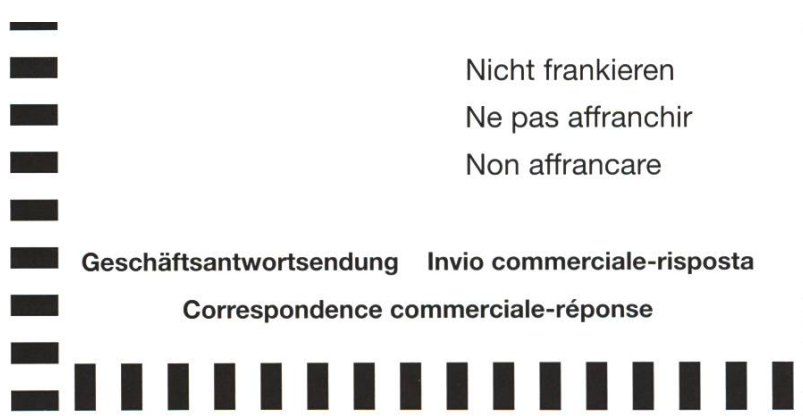 Nicht frankieren
Ne pas affranchir
Non affrancare
Geschäftsantwortsendung Invio commerciale-risposta
Correspondence commerciale-réponse